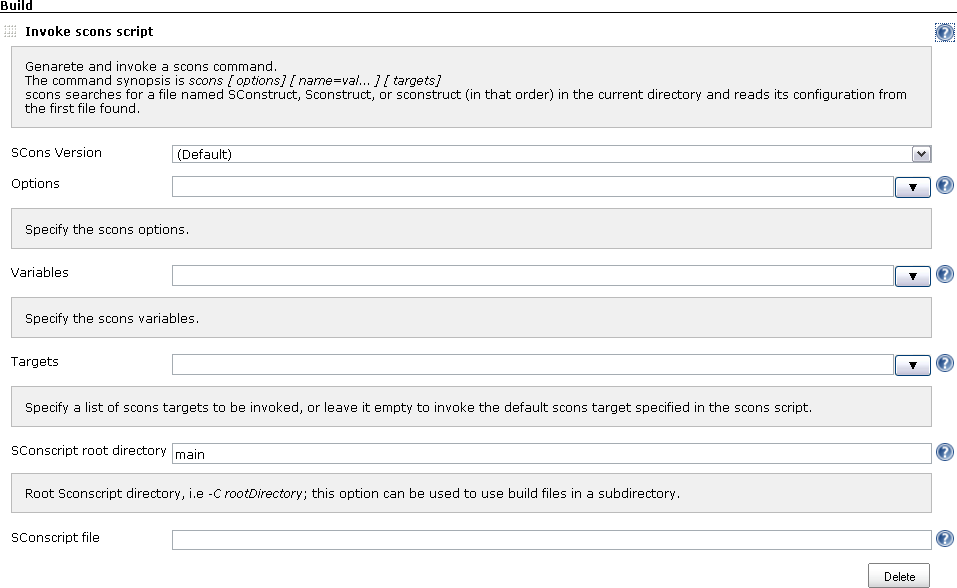 Build
Invoke scons script
Genarete and invoke a scons command.
The command synopsis is scons [ options] [ name=val... ] [ targets]
scons searches for a file named SConstruct, Sconstruct, or sconstruct (in that order) in the current directory and reads its configuration from
the first file found.
SCons Version
(Default)
Options
Specify the scons options.
Variables
Specify the scons variables.
Targets
Specify a list of scons targets to be invoked, or leave it empty to invoke the default scons target specified in the scons script.
SConscript root directory
main
Root Sconscript directory, i.e -C rootDirectory; this option can be used to use build files in a subdirectory.
SConscript file
Delete